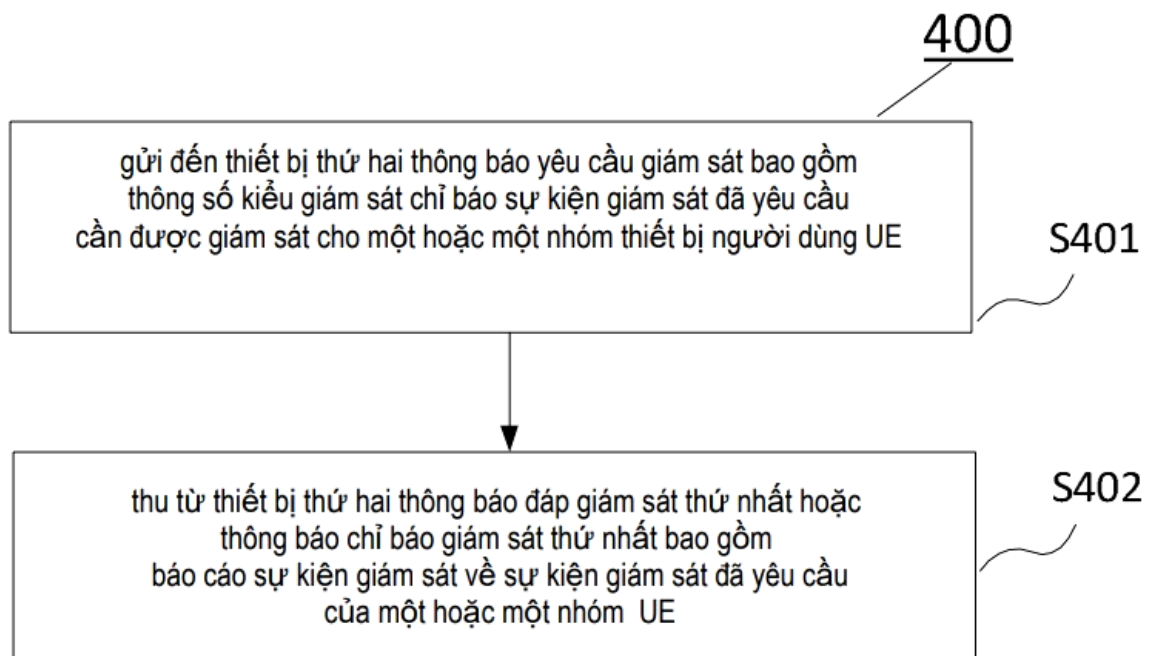 400
gửi đến thiết bị thứ hai thông báo yêu cầu giám sát bao gồm
thông số kiểu giám sát chỉ báo sự kiện giám sát đã yêu cầu
cần được giám sát cho một hoặc một nhóm thiết bị người dùng UE
S401
thu từ thiết bị thứ hai thông báo đáp giám sát thứ nhất hoặc
thông báo chỉ báo giám sát thứ nhất bao gồm
báo cáo sự kiện giám sát về sự kiện giám sát đã yêu cầu
của một hoặc một nhóm UE
S402